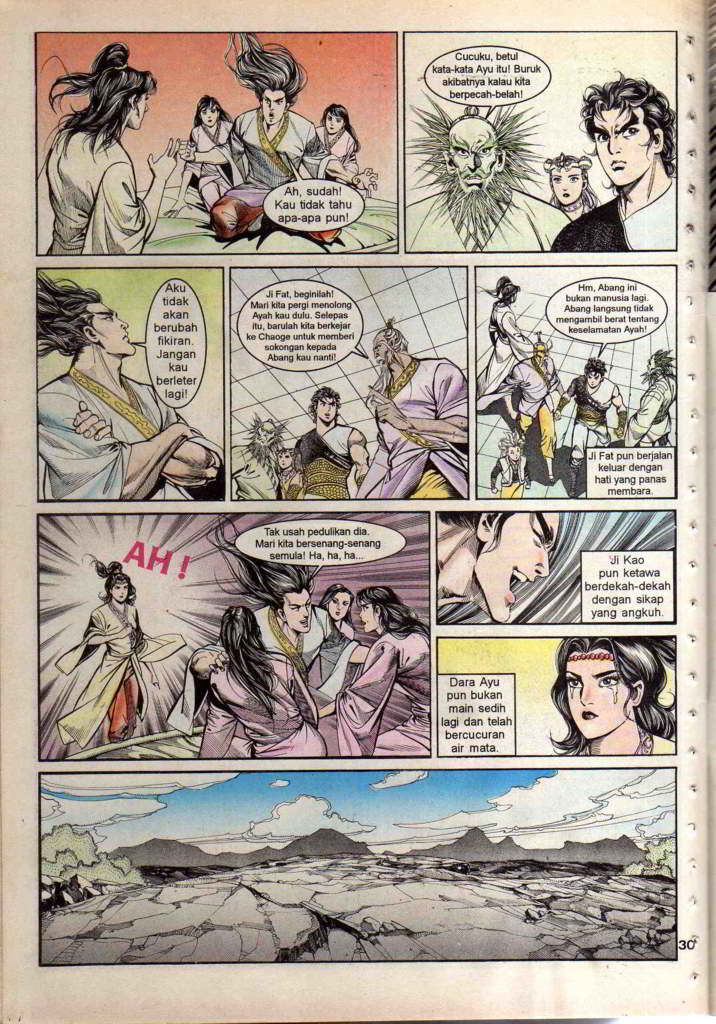 Ah, sudah!
Kau tidak tahu
apa-apa pun!
Cucuku, betul
kata-kata Ayu itu! Buruk
akibatnya kalau kita
berpecah-belah!
Aku
tidak
akan
berubah
fikiran.
Jangan
kau
berleter
lagi!
Ji Fat, beginilah!
Mari kita pergi menolong
Ayah kau dulu. Selepas
itu, barulah kita berkejar
ke Chaoge untuk memberi
sokongan kepada
Abang kau nanti!
Hm, Abang ini
bukan manusia lagi.
Abang langsung tidak
mengambil berat tentang
keselamatan Ayah!
Ji Fat pun berjalan
keluar dengan
hati yang panas
membara.
AH!
Tak usah pedulikan dia.
Mari kita bersenang-senang
semula! Ha, ha, ha...
Ji Kao
pun ketawa
berdekah-dekah
dengan sikap
yang angkuh.
Dara Ayu
pun bukan
main sedih
lagi dan telah
bercucuran
air mata.
30